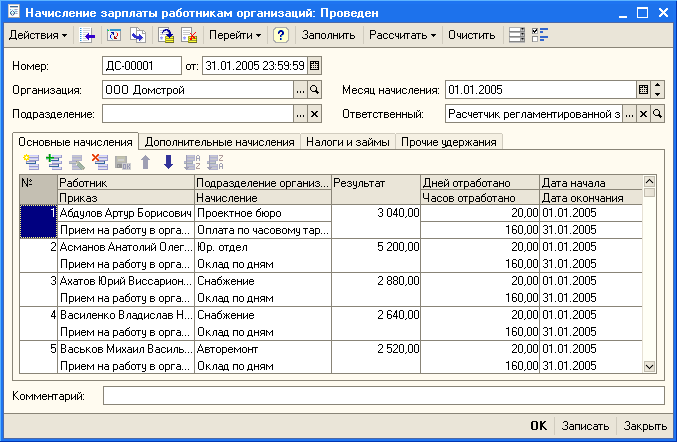 Начисление зарплаты работникам организаций: Проведен
Действия Перейти ? Заполнить Рассчитать Очистить
Номер: ДС-00001 от: 31.01.2005 23:59:59
Организация: ООО Домстрой ... Месяц начисления: 01.01.2005
Подразделение: ... Ответственный: Расчетчик регламентированной з ...
Основные начисления Дополнительные начисления Налоги и займы Прочие удержания
№ Работник Подразделение организ... Результат Дней отработано Дата начала
Приказ Начисление Часов отработано Дата окончания
1 Абдулов Артур Борисович Проектное бюро 3 040,00 20,00 01.01.2005
Прием на работу в орга... Оплата по часовому тар... 160,00 31.01.2005
2 Асманов Анатолий Олег... Юр. отдел 5 200,00 20,00 01.01.2005
Прием на работу в орга... Оклад по дням 160,00 31.01.2005
3 Ахатов Юрий Виссарион... Снабжение 2 880,00 20,00 01.01.2005
Прием на работу в орга... Оклад по дням 160,00 31.01.2005
4 Василенко Владислав Н... Снабжение 2 640,00 20,00 01.01.2005
Прием на работу в орга... Оклад по дням 160,00 31.01.2005
5 Васьков Михаил Василь... Авторемонт 2 520,00 20,00 01.01.2005
Прием на работу в орга... Оклад по дням 160,00 31.01.2005
Комментарий:
OK Записать Закрыть